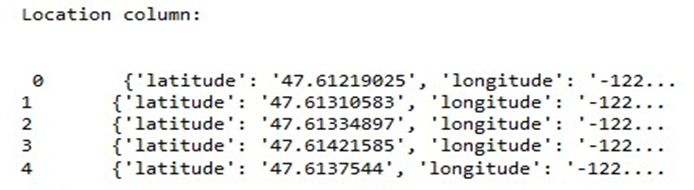 Location column:
0 {'latitude': '47.61219025', 'longitude': '-122...
1 {'latitude': '47.61310583', 'longitude': '-122...
2 {'latitude': '47.61334897', 'longitude': '-122...
3 {'latitude': '47.61421585', 'longitude': '-122...
4 {'latitude': '47.6137544', 'longitude': '-122....